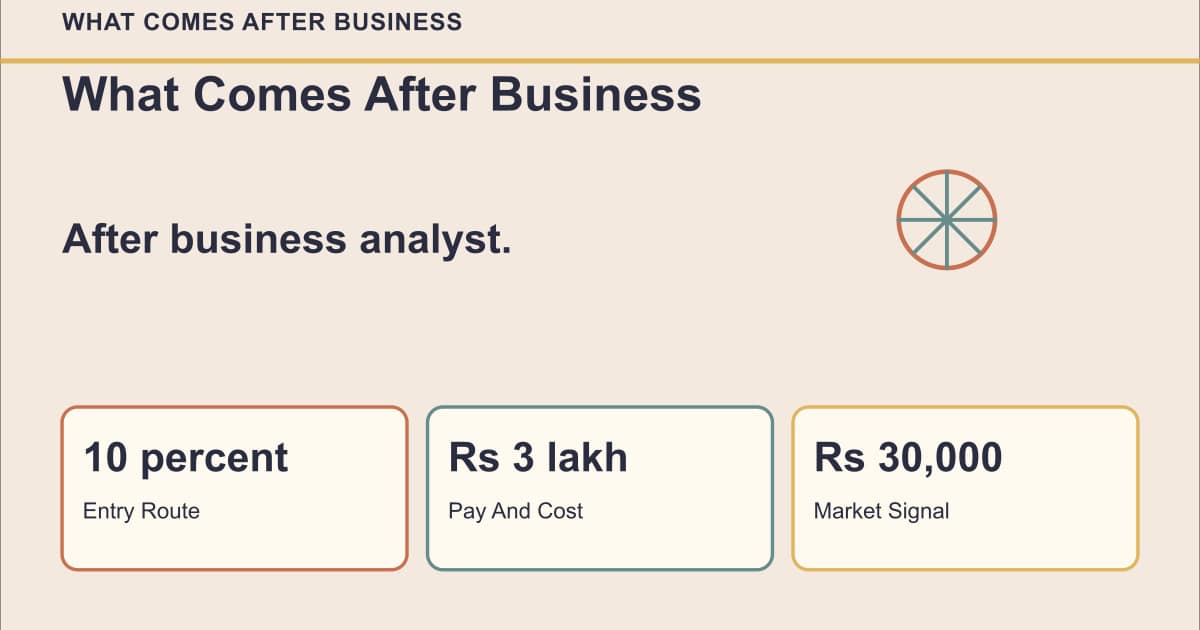 WHAT COMES AFTER BUSINESS
What Comes After Business
After business analyst.
10 percent
Entry Route
Rs 3 lakh
Pay And Cost
Rs 30,000
Market Signal